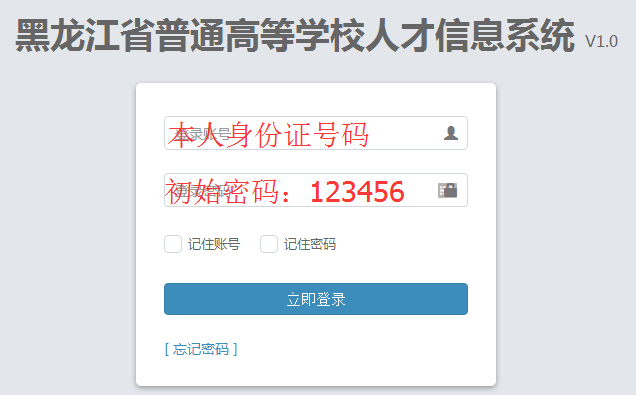 黑龙江省普通高等学校人才信息系统 V1.0
本人身份证号码
初始密码：123456
记住账号 记住密码
立即登录
[ 忘记密码 ]